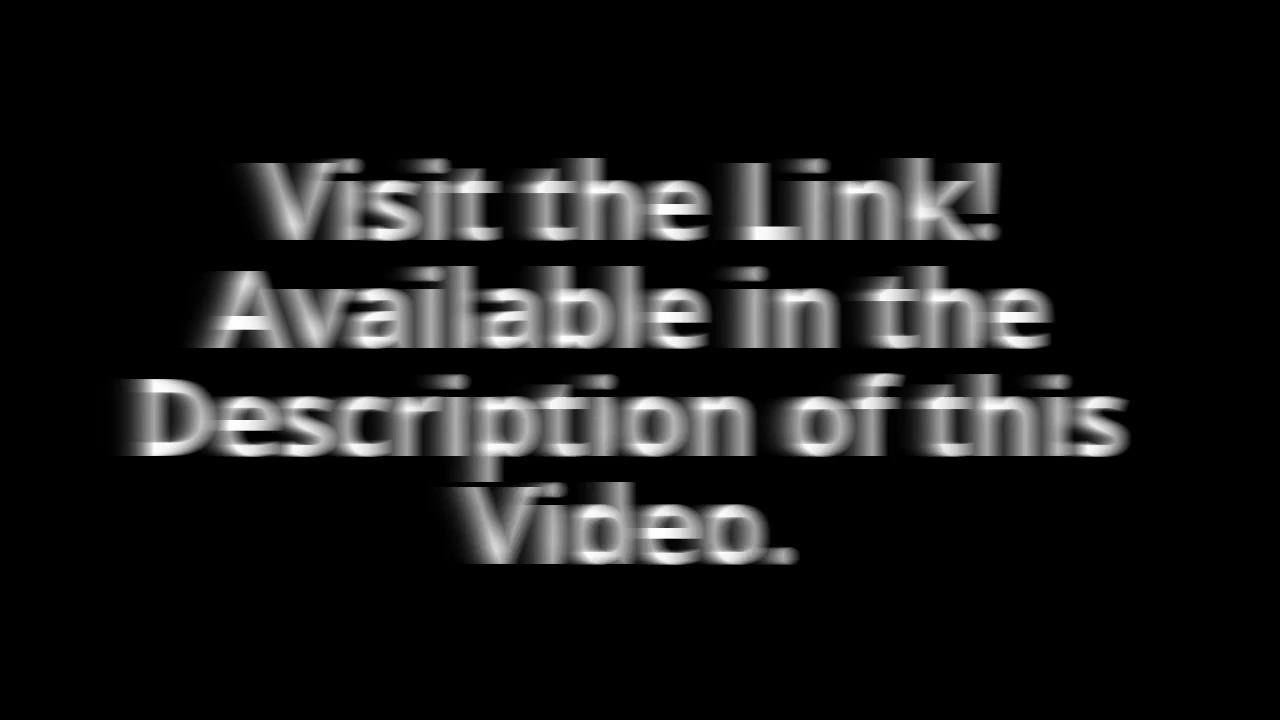 Visit the Link!
Available in the
Description of this
Video.